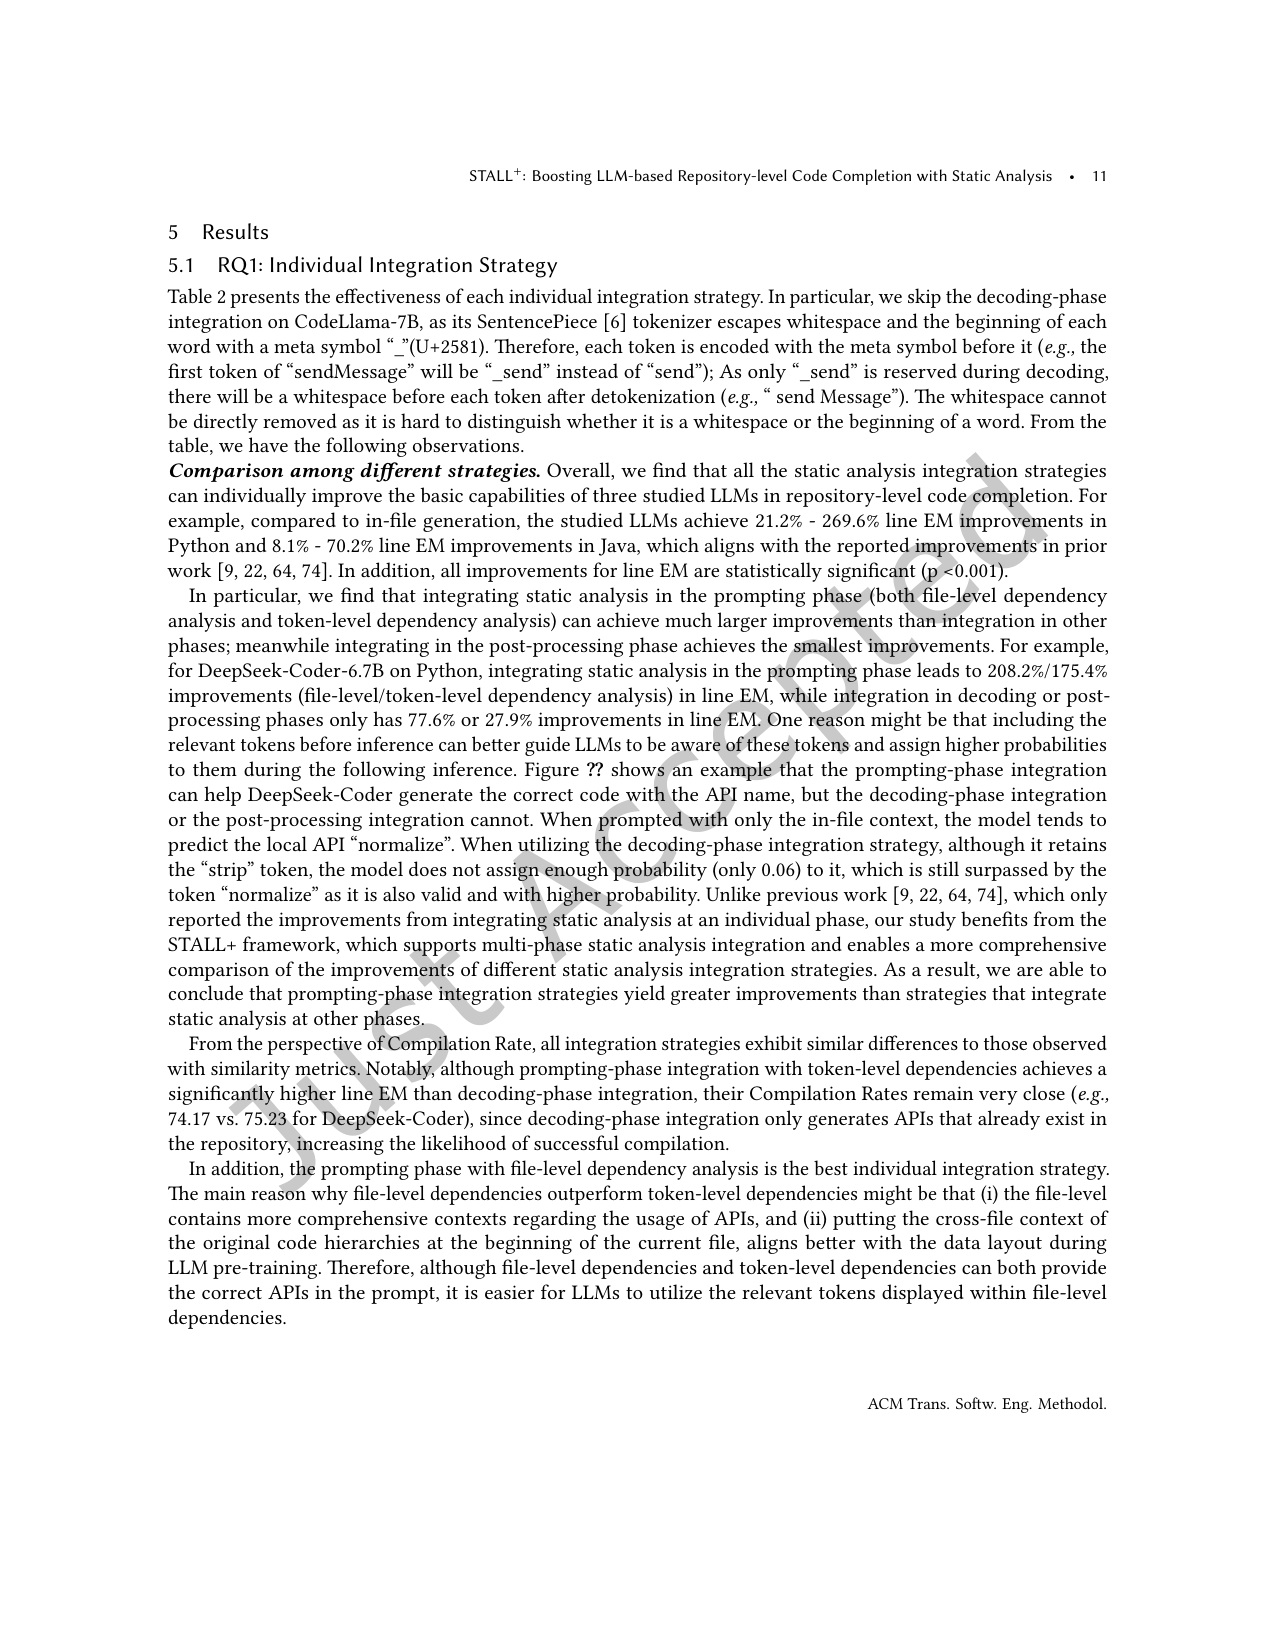 STALL+: Boosting LLM-based Repository-level Code Completion with Static Analysis • 11
5 Results
5.1 RQ1: Individual Integration Strategy
Table 2 presents the effectiveness of each individual integration strategy. In particular, we skip the decoding-phase
integration on CodeLlama-7B, as its SentencePiece [6] tokenizer escapes whitespace and the beginning of each
word with a meta symbol “_”(U+2581). Therefore, each token is encoded with the meta symbol before it (e.g., the
first token of “sendMessage” will be “_send” instead of “send”); As only “_send” is reserved during decoding,
there will be a whitespace before each token after detokenization (e.g., “ send Message”). The whitespace cannot
be directly removed as it is hard to distinguish whether it is a whitespace or the beginning of a word. From the
table, we have the following observations.
Comparison among different strategies. Overall, we find that all the static analysis integration strategies
can individually improve the basic capabilities of three studied LLMs in repository-level code completion. For
example, compared to in-file generation, the studied LLMs achieve 21.2% - 269.6% line EM improvements in
Python and 8.1% - 70.2% line EM improvements in Java, which aligns with the reported improvements in prior
work [9, 22, 64, 74]. In addition, all improvements for line EM are statistically significant (p <0.001).
In particular, we find that integrating static analysis in the prompting phase (both file-level dependency
analysis and token-level dependency analysis) can achieve much larger improvements than integration in other
phases; meanwhile integrating in the post-processing phase achieves the smallest improvements. For example,
for DeepSeek-Coder-6.7B on Python, integrating static analysis in the prompting phase leads to 208.2%/175.4%
improvements (file-level/token-level dependency analysis) in line EM, while integration in decoding or post-
processing phases only has 77.6% or 27.9% improvements in line EM. One reason might be that including the
relevant tokens before inference can better guide LLMs to be aware of these tokens and assign higher probabilities
to them during the following inference. Figure ?? shows an example that the prompting-phase integration
can help DeepSeek-Coder generate the correct code with the API name, but the decoding-phase integration
or the post-processing integration cannot. When prompted with only the in-file context, the model tends to
predict the local API “normalize”. When utilizing the decoding-phase integration strategy, although it retains
the “strip” token, the model does not assign enough probability (only 0.06) to it, which is still surpassed by the
token “normalize” as it is also valid and with higher probability. Unlike previous work [9, 22, 64, 74], which only
reported the improvements from integrating static analysis at an individual phase, our study benefits from the
STALL+ framework, which supports multi-phase static analysis integration and enables a more comprehensive
comparison of the improvements of different static analysis integration strategies. As a result, we are able to
conclude that prompting-phase integration strategies yield greater improvements than strategies that integrate
static analysis at other phases.
From the perspective of Compilation Rate, all integration strategies exhibit similar differences to those observed
with similarity metrics. Notably, although prompting-phase integration with token-level dependencies achieves a
significantly higher line EM than decoding-phase integration, their Compilation Rates remain very close (e.g.,
74.17 vs. 75.23 for DeepSeek-Coder), since decoding-phase integration only generates APIs that already exist in
the repository, increasing the likelihood of successful compilation.
In addition, the prompting phase with file-level dependency analysis is the best individual integration strategy.
The main reason why file-level dependencies outperform token-level dependencies might be that (i) the file-level
contains more comprehensive contexts regarding the usage of APIs, and (ii) putting the cross-file context of
the original code hierarchies at the beginning of the current file, aligns better with the data layout during
LLM pre-training. Therefore, although file-level dependencies and token-level dependencies can both provide
the correct APIs in the prompt, it is easier for LLMs to utilize the relevant tokens displayed within file-level
dependencies.
ACM Trans. Softw. Eng. Methodol.
Just Accepted